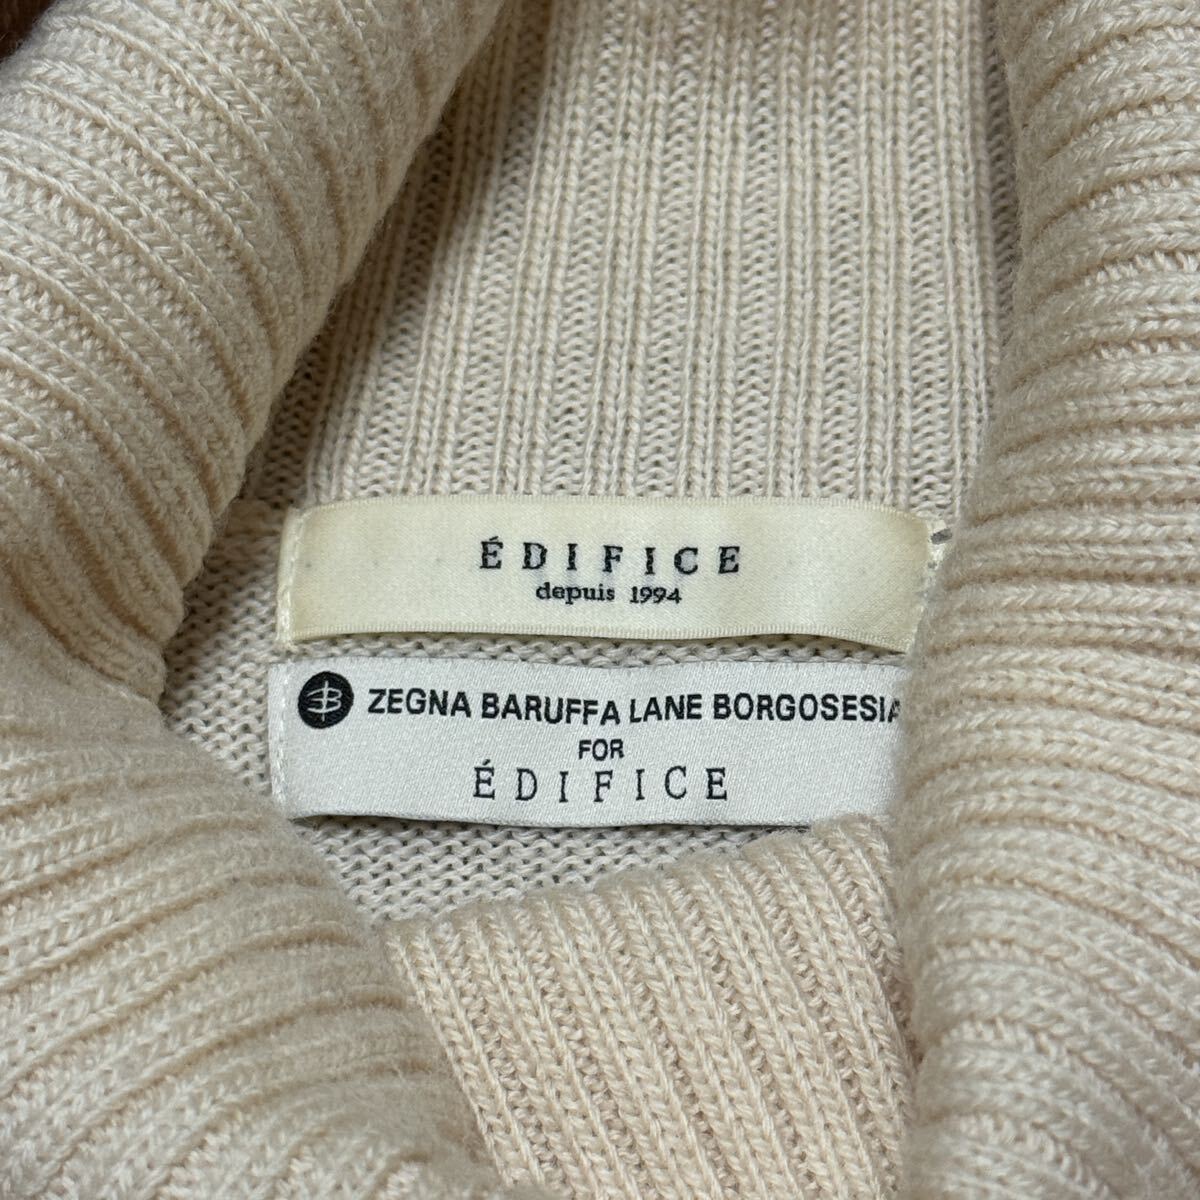 ÉDIFICE
depuis 1994
ZEGNA BARUFFA LANE BORGOSESIA
FOR
ÉDIFICE